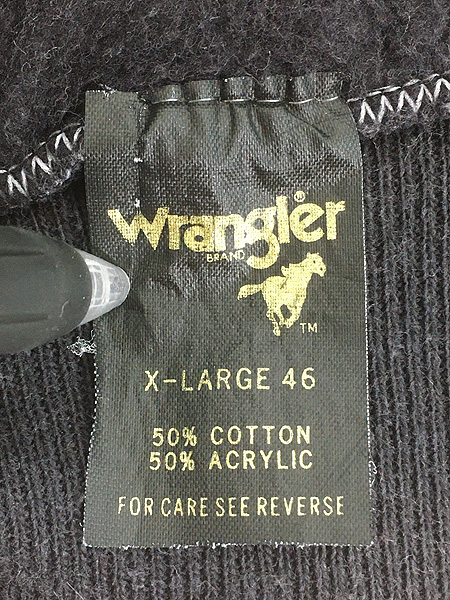 Wrangler®
BRAND
TM
X-LARGE 46
50% COTTON
50% ACRYLIC
FOR CARE SEE REVERSE